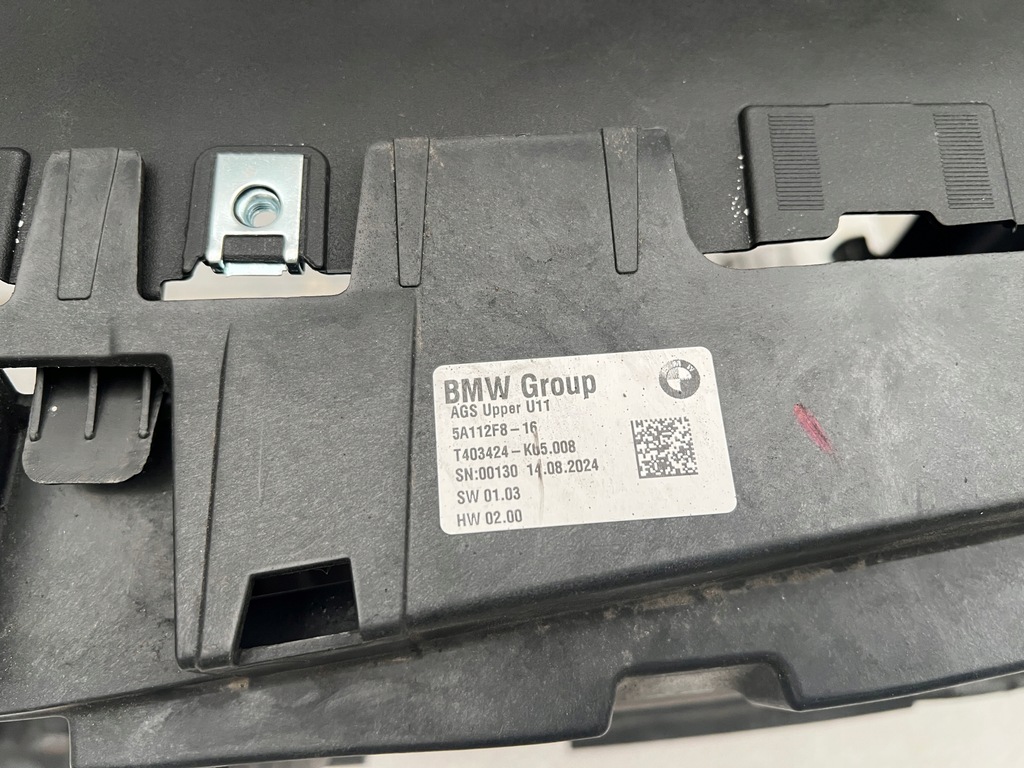 BMW Group
AGS Upper U11
5A112F8-16
T403424-K05.008
SN:00130 14.08.2024
SW 01.03
HW 02.00